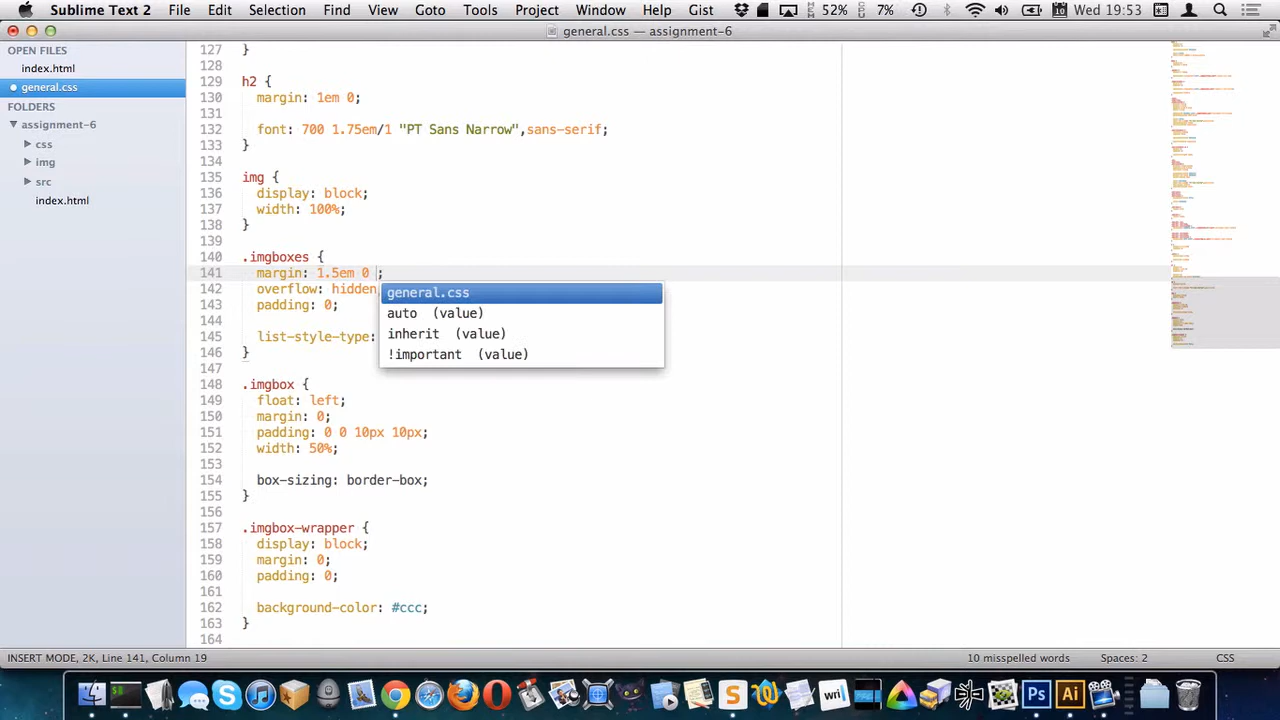 Sublime Text 2 File Edit Selection Find View Goto Tools Project Window Help Gist 52% 7% Wed 19:53
general.css — assignment-6
OPEN FILES
index.html
general.css
FOLDERS
assignment-6
css
img
src
index.html
127 }
128
129 h2 {
130 margin: 1em 0;
131
132 font: 700 1.75em/1 "PT Sans Narrow",sans-serif;
133 }
134
135 img {
136 display: block;
137 width: 100%;
138 }
139
140 .imgboxes {
141 margin: 1.5em 0 ;
142 overflow: hidden
143 padding: 0;
general.css
auto (value)
inherit (value)
!important (value)
145 list-style-type:
146 }
147
148 .imgbox {
149 float: left;
150 margin: 0;
151 padding: 0 0 10px 10px;
152 width: 50%;
153
154 box-sizing: border-box;
155 }
156
157 .imgbox-wrapper {
158 display: block;
159 margin: 0;
160 padding: 0;
161
162 background-color: #ccc;
163 }
164
INSERT MODE, 2K, Line 141, Column 19
10 misspelled words Spaces: 2 CSS
S wri Ps Ai